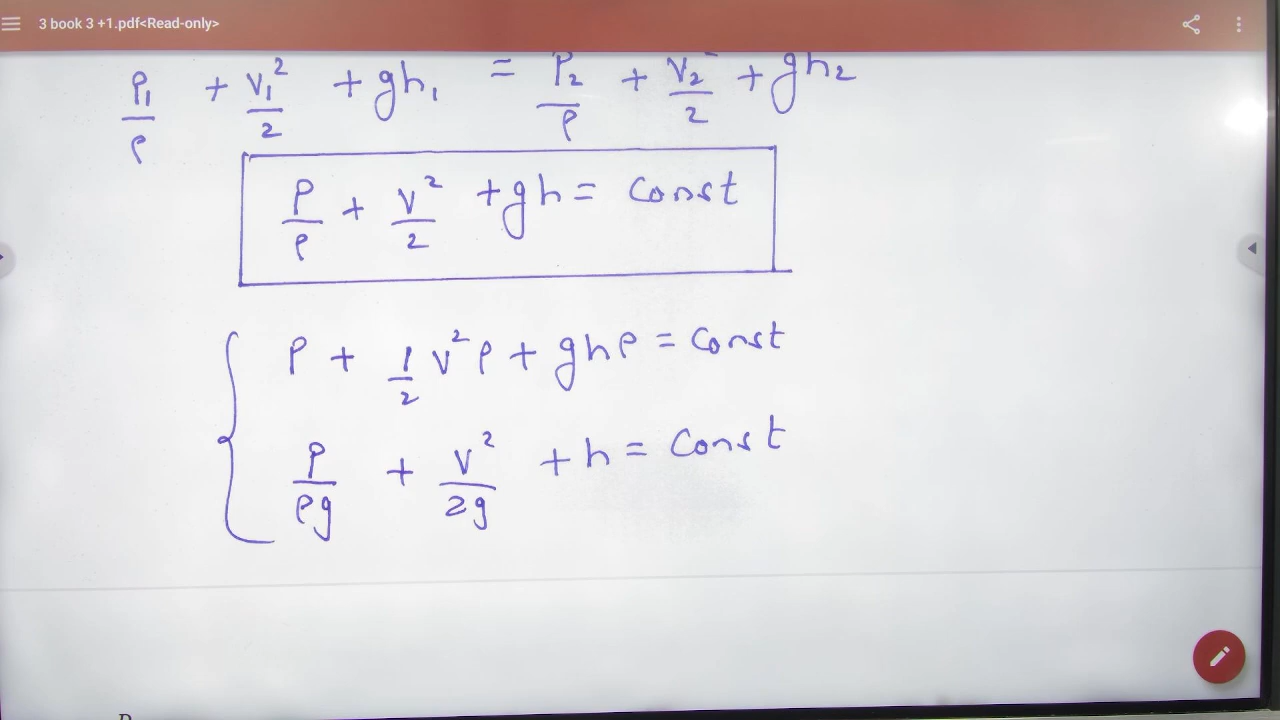 3 book 3 +1.pdf<Read-only>
P₁/ρ + V₁²/2 + gh₁ = P₂/ρ + V₂²/2 + gh₂
P/ρ + V²/2 + gh = Const
P + 1/2 V²ρ + ghρ = Const
P/ρg + V²/2g + h = Const